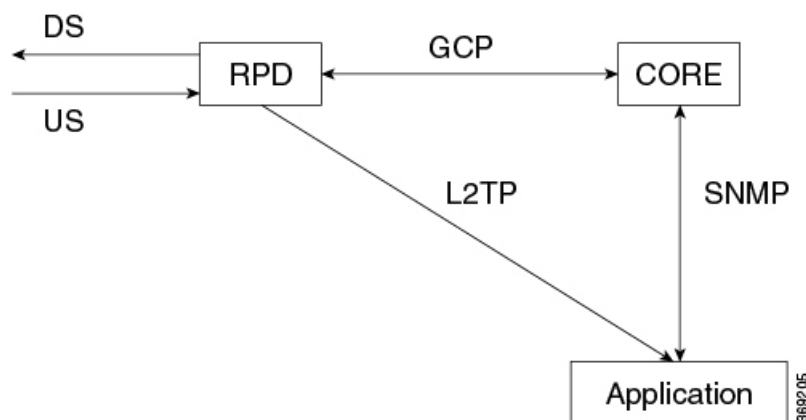 DS
GCP
RPD
CORE
US
L2TP
SNMP
Application
369205